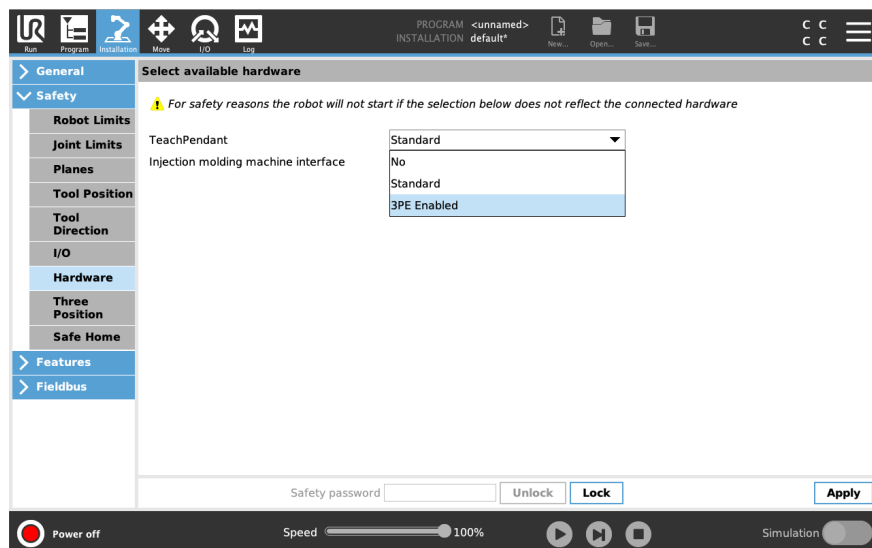 PROGRAM <unnamed>
INSTALLATION default*
UR
Run Program Installation Move I/O Log New... Open... Save...
C C
C C
General
Select available hardware
Safety
For safety reasons the robot will not start if the selection below does not reflect the connected hardware
Robot Limits
TeachPendant Standard
Joint Limits
Injection molding machine interface No
Planes
Standard
Tool Position
3PE Enabled
Tool
Direction
I/O
Hardware
Three
Position
Safe Home
Features
Fieldbus
Safety password Unlock Lock Apply
Power off Speed 100% Simulation